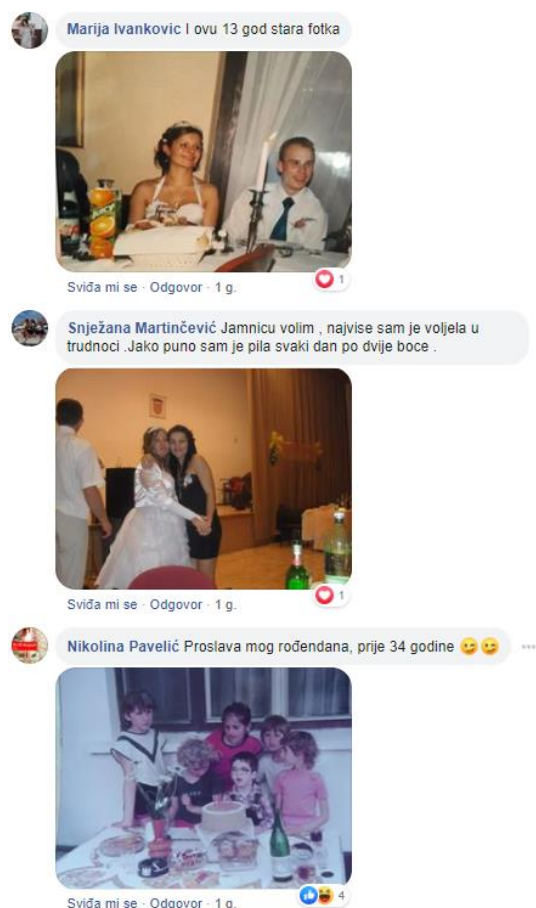 Marija Ivankovic I ovu 13 god stara fotka
Sviđa mi se · Odgovor · 1 g.
1
Snježana Martinčević Jamnicu volim , najvise sam je voljela u
trudnoci .Jako puno sam je pila svaki dan po dvije boce .
Sviđa mi se · Odgovor · 1 g.
1
Nikolina Pavelić Proslava mog rođendana, prije 34 godine 😜😜
4
Sviđa mi se · Odgovor · 1 g.